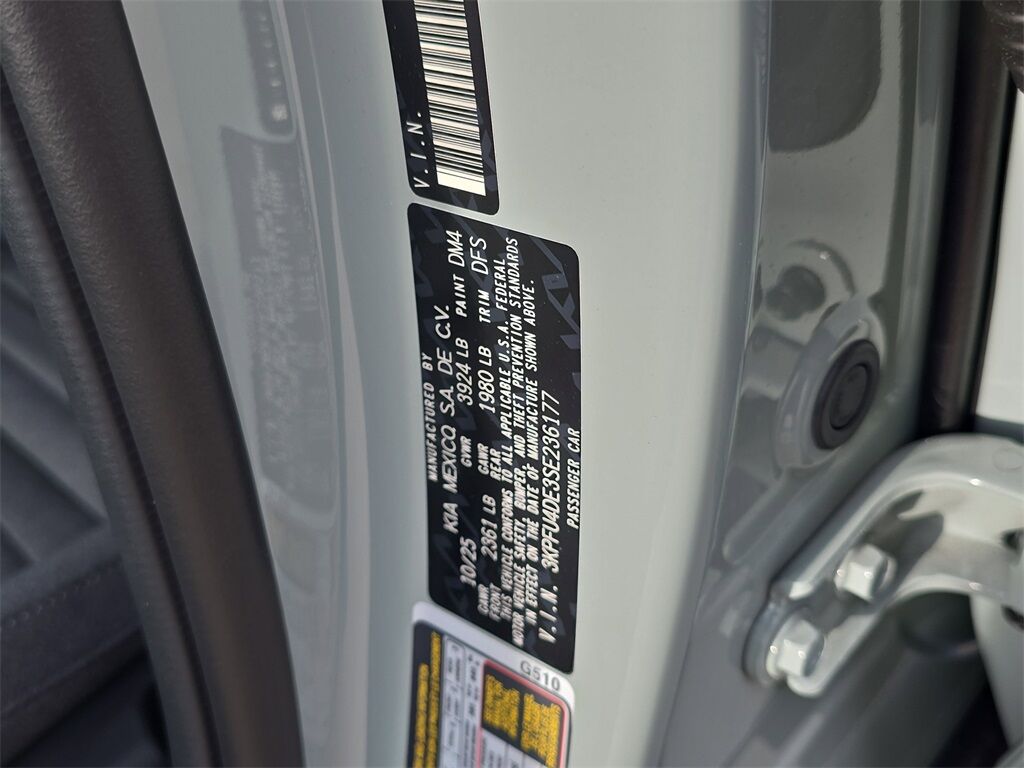 V.I.N.
MANUFACTURED BY
30/25 KIA MEXICO S.A. DE C.V.
GVWR 3924 LB PAINT DM4
GAWR FRONT 2361 LB GAWR REAR 1980 LB TRIM DFS
THIS VEHICLE CONFORMS TO ALL APPLICABLE U.S.A. FEDERAL
MOTOR VEHICLE SAFETY, BUMPER, AND THEFT PREVENTION STANDARDS
IN EFFECT ON THE DATE OF MANUFACTURE SHOWN ABOVE.
V.I.N. 3KPFU4DE3SE236177
PASSENGER CAR
G510